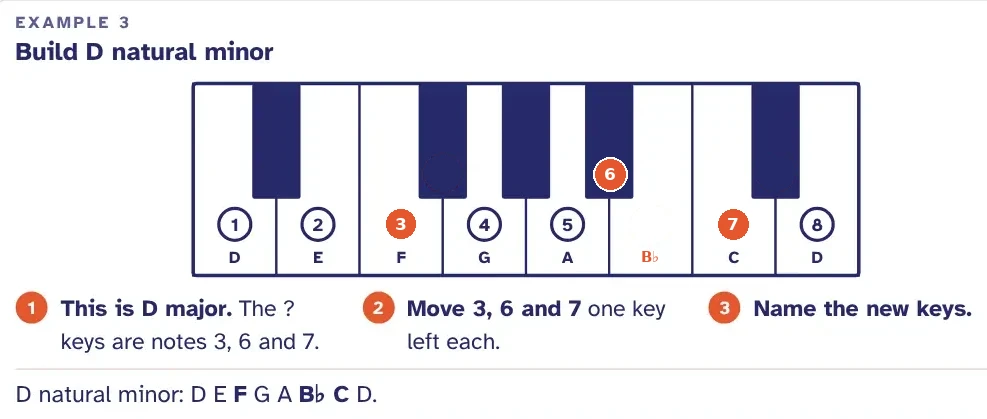 EXAMPLE 3
Build D natural minor
6
1 2 3 4 5 7 8
D E F G A B♭ C D
1 This is D major. The ?
keys are notes 3, 6 and 7.
2 Move 3, 6 and 7 one key
left each.
3 Name the new keys.
D natural minor: D E F G A B♭ C D.